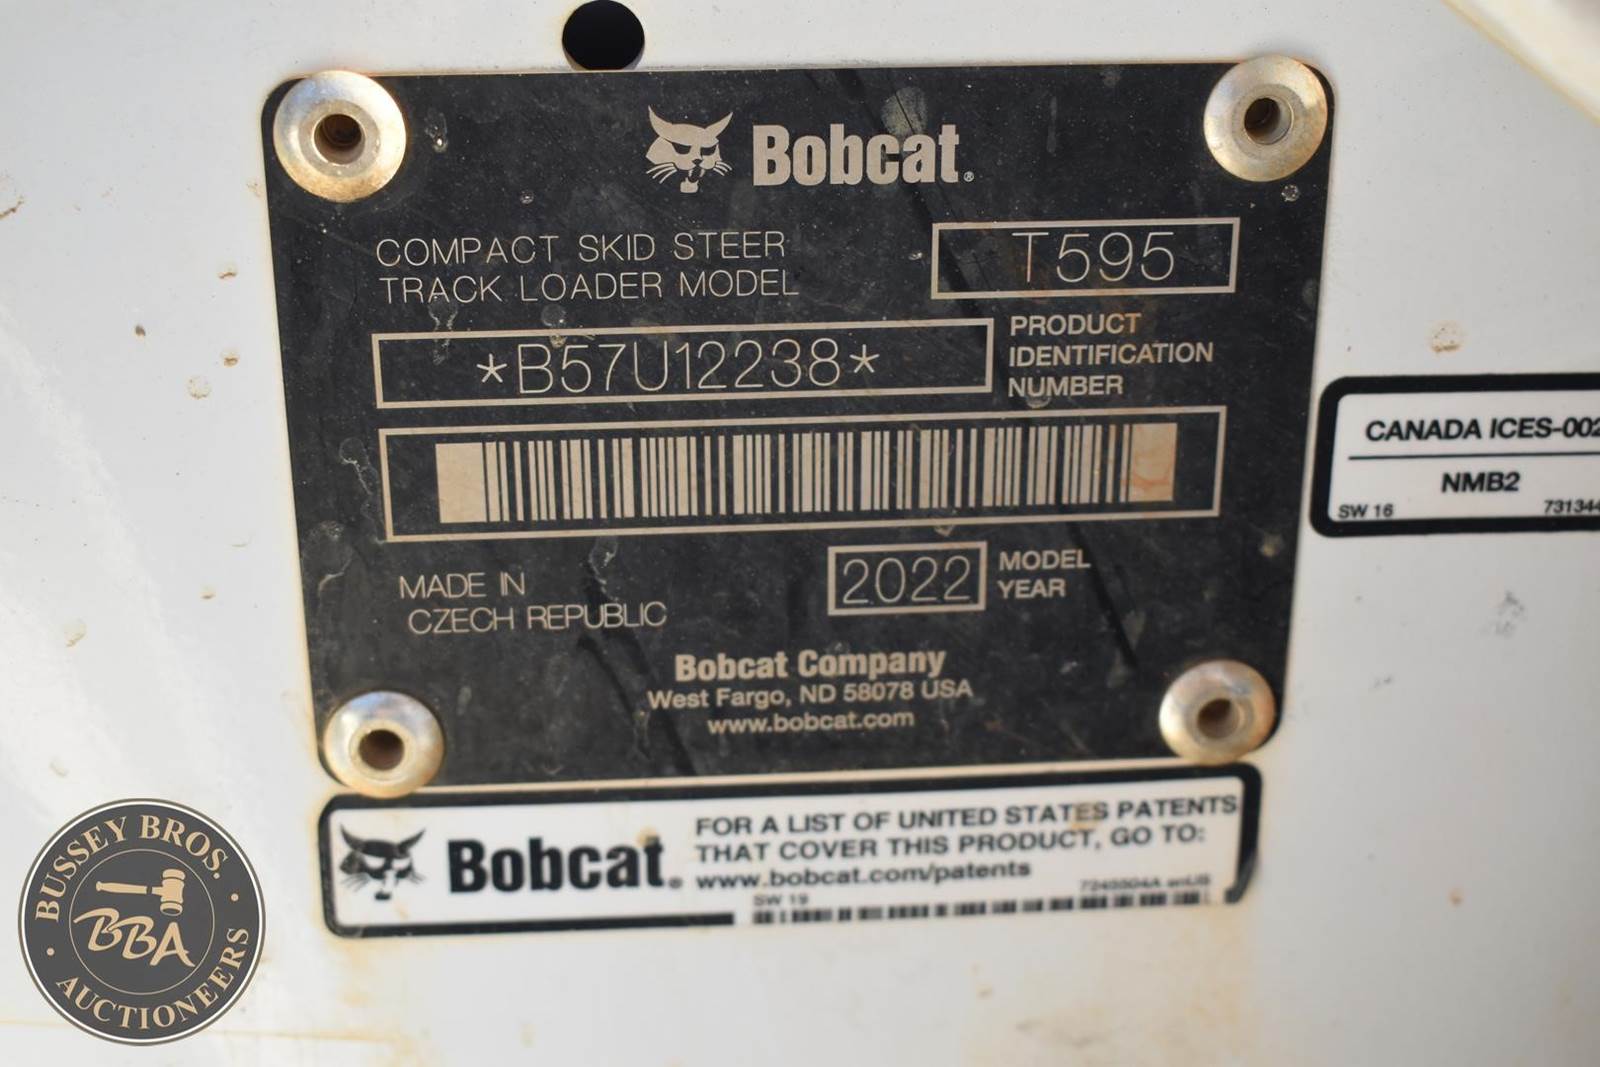 Bobcat®
COMPACT SKID STEER
TRACK LOADER MODEL
T595
*B57U12238*
PRODUCT
IDENTIFICATION
NUMBER
MADE IN
CZECH REPUBLIC
2022
MODEL
YEAR
Bobcat Company
West Fargo, ND 58078 USA
www.bobcat.com
CANADA ICES-002
NMB2
SW 16
731344
Bobcat®
FOR A LIST OF UNITED STATES PATENTS
THAT COVER THIS PRODUCT, GO TO:
www.bobcat.com/patents
SW 19
7245504A enUS
BUSSEY BROS.
BBA
AUCTIONEERS